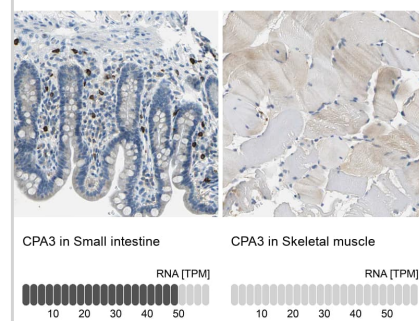 CPA3 in Small intestine
RNA [TPM]
10 20 30 40 50
CPA3 in Skeletal muscle
RNA [TPM]
10 20 30 40 50